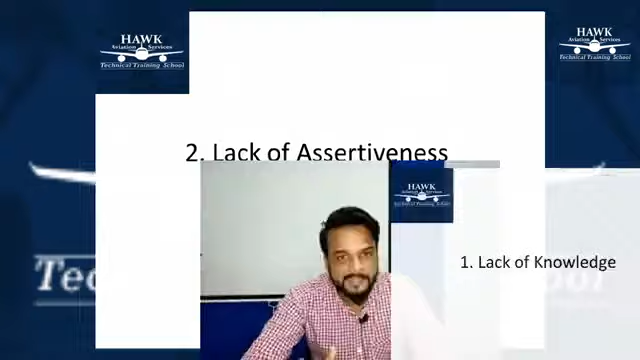 HAWK
Aviation Services
Technical Training School
HAWK
Aviation Services
Technical Training School
2. Lack of Assertiveness
HAWK
Aviation Services
Technical Training School
1. Lack of Knowledge